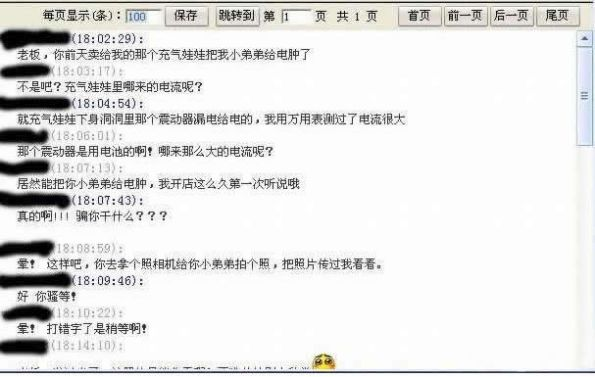 每页显示(条): 100 保存 跳转到 第 1 页 共 1 页 首页 前一页 后一页 尾页
(18:02:29):
老板，你前天卖给我的那个充气娃娃把我小弟弟给电肿了
(18:03:17):
不是吧？充气娃娃里哪来的电流呢？
(18:04:54):
就充气娃娃下身洞洞里那个震动器漏电给电的，我用万用表测过了电流很大
(18:06:01):
那个震动器是用电池的啊！哪来那么大的电流呢？
(18:07:13):
居然能把你小弟弟给电肿，我开店这么久第一次听说哦
(18:07:43):
真的啊!!! 骗你干什么？？？
(18:08:59):
晕！ 这样吧，你去拿个照相机给你小弟弟拍个照，把照片传过我看看。
(18:09:46):
好 你骚等！
(18:10:22):
晕！ 打错字了是稍等啊！
(18:14:10):